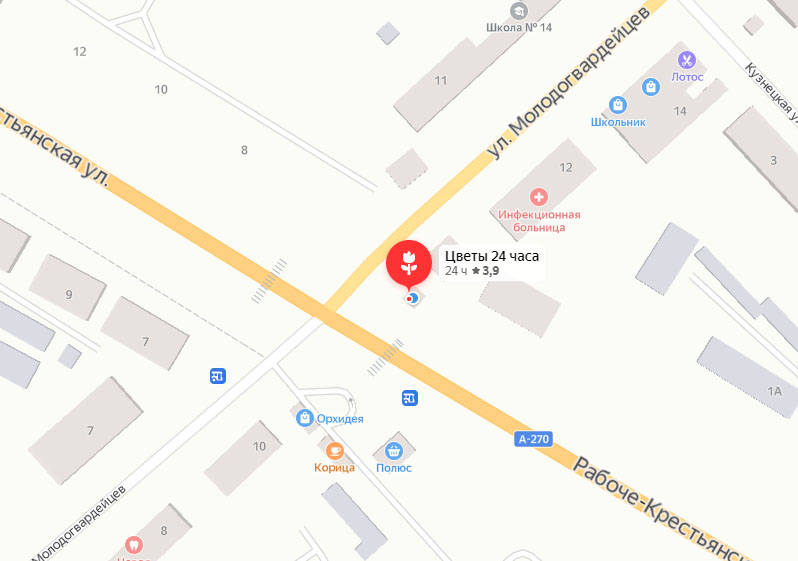 Школа № 14
12
10
11
ул. Молодогвардейцев
Лотос
Кузнецкая ул
14
Школьник
8
3
стьянская ул.
12
Инфекционная
больница
Цветы 24 часа
24 ч ★ 3,9
9
7
1А
Орхидея
А-270
7
10
Корица
Полюс
Рабоче-Крестьянс
Молодогвардейцев
8